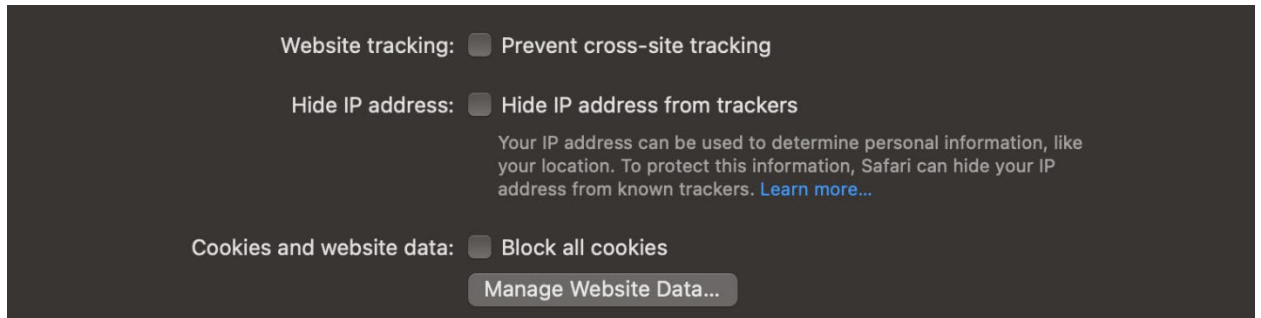 Website tracking: Prevent cross-site tracking
Hide IP address: Hide IP address from trackers
Your IP address can be used to determine personal information, like
your location. To protect this information, Safari can hide your IP
address from known trackers. Learn more...
Cookies and website data: Block all cookies
Manage Website Data...